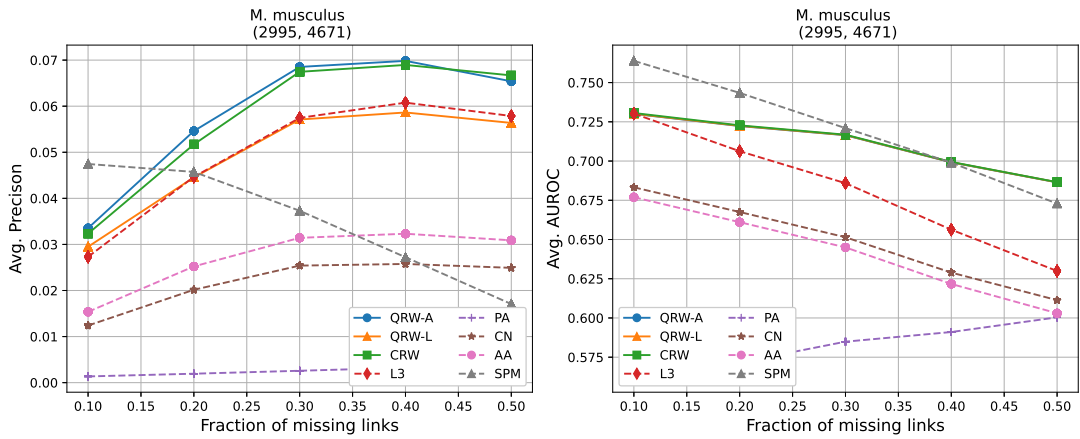 M. musculus
(2995, 4671)
Avg. Precison
0.07
0.06
0.05
0.04
0.03
0.02
0.01
0.00
0.10 0.15 0.20 0.25 0.30 0.35 0.40 0.45 0.50
Fraction of missing links
QRW-A PA
QRW-L CN
CRW AA
L3 SPM
M. musculus
(2995, 4671)
Avg. AUROC
0.750
0.725
0.700
0.675
0.650
0.625
0.600
0.575
0.10 0.15 0.20 0.25 0.30 0.35 0.40 0.45 0.50
Fraction of missing links
QRW-A PA
QRW-L CN
CRW AA
L3 SPM